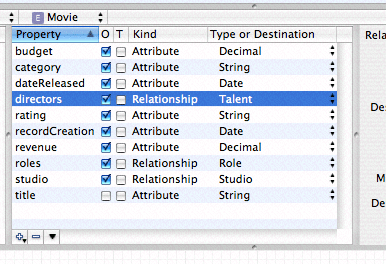 E Movie
Property O T Kind Type or Destination
budget Attribute Decimal
category Attribute String
dateReleased Attribute Date
directors Relationship Talent
rating Attribute String
recordCreation Attribute Date
revenue Attribute Decimal
roles Relationship Role
studio Relationship Studio
title Attribute String
Rela
De
M
De